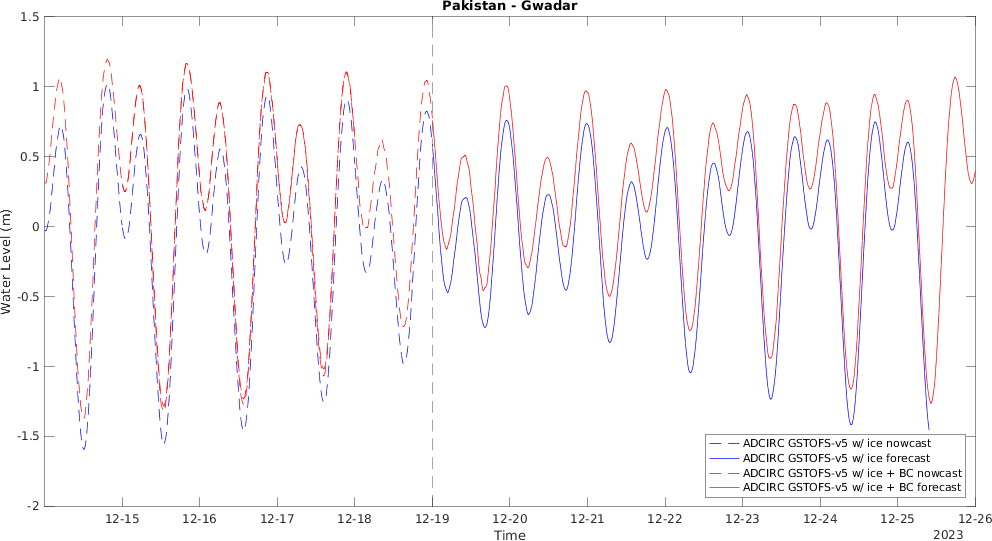 Pakistan - Gwadar
Water Level (m)
1.5
1
0.5
0
-0.5
-1
-1.5
-2
ADCIRC GSTOFS-v5 w/ ice nowcast
ADCIRC GSTOFS-v5 w/ ice forecast
ADCIRC GSTOFS-v5 w/ ice + BC nowcast
ADCIRC GSTOFS-v5 w/ ice + BC forecast
12-15 12-16 12-17 12-18 12-19 12-20 12-21 12-22 12-23 12-24 12-25 12-26
Time
2023